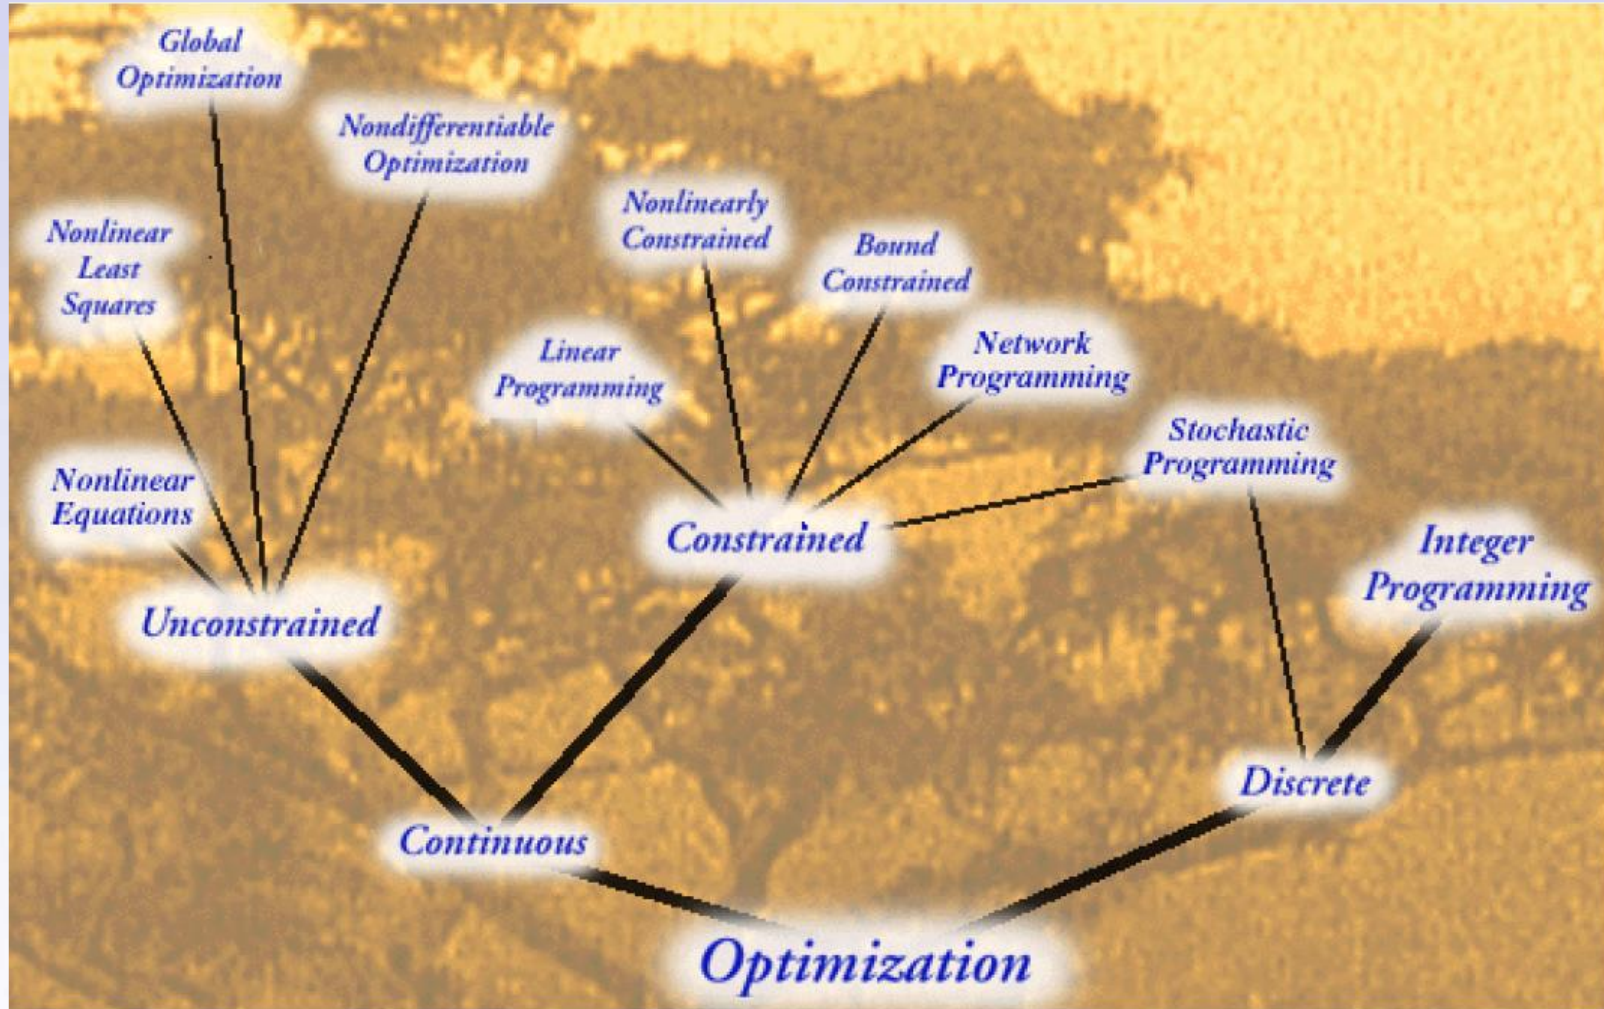 Global
Optimization
Nondifferentiable
Optimization
Nonlinearly
Constrained
Nonlinear
Least
Squares
Bound
Constrained
Linear
Programming
Network
Programming
Stochastic
Programming
Nonlinear
Equations
Constrained
Integer
Programming
Unconstrained
Discrete
Continuous
Optimization